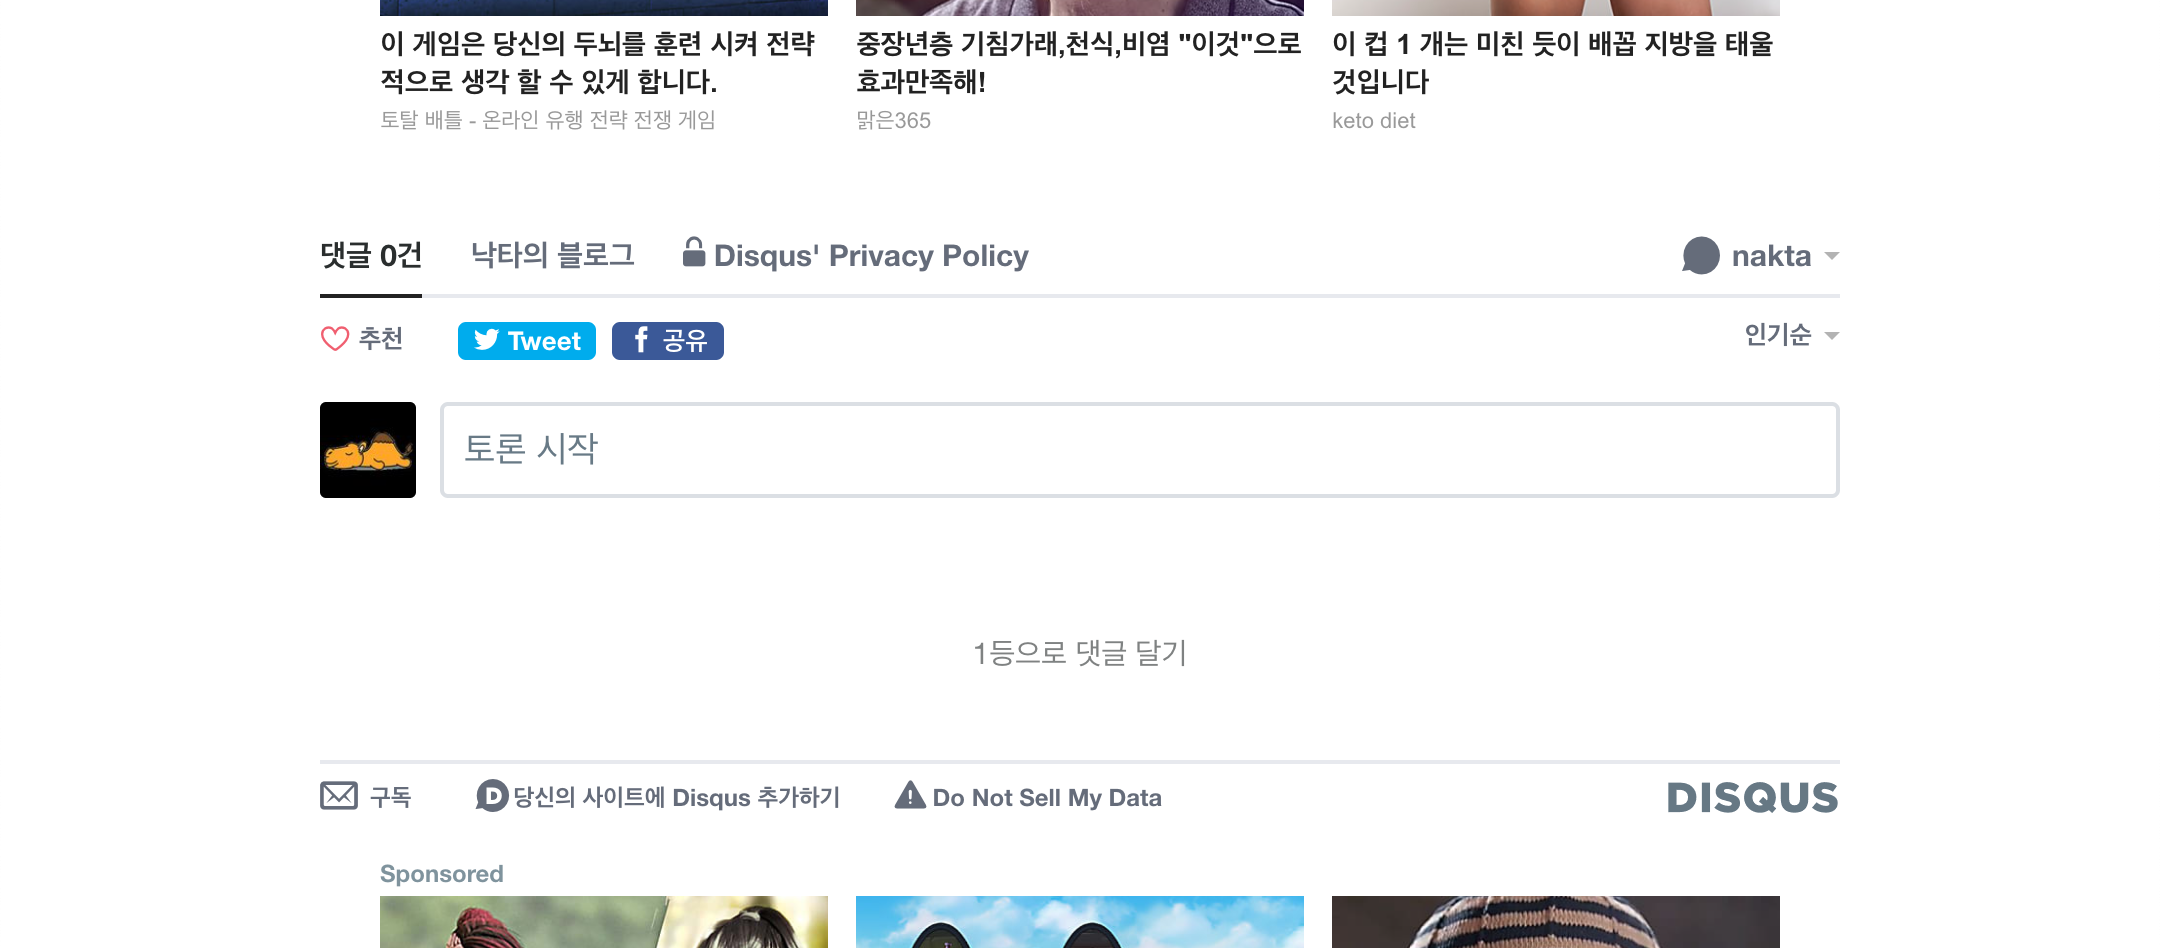 이 게임은 당신의 두뇌를 훈련 시켜 전략
적으로 생각 할 수 있게 합니다.
토탈 배틀 - 온라인 유행 전략 전쟁 게임
중장년층 기침가래,천식,비염 "이것"으로
효과만족해!
맑은365
이 컵 1 개는 미친 듯이 배꼽 지방을 태울
것입니다
keto diet
댓글 0건
낙타의 블로그
Disqus' Privacy Policy
nakta
추천
Tweet
공유
인기순
토론 시작
1등으로 댓글 달기
구독
당신의 사이트에 Disqus 추가하기
Do Not Sell My Data
DISQUS
Sponsored